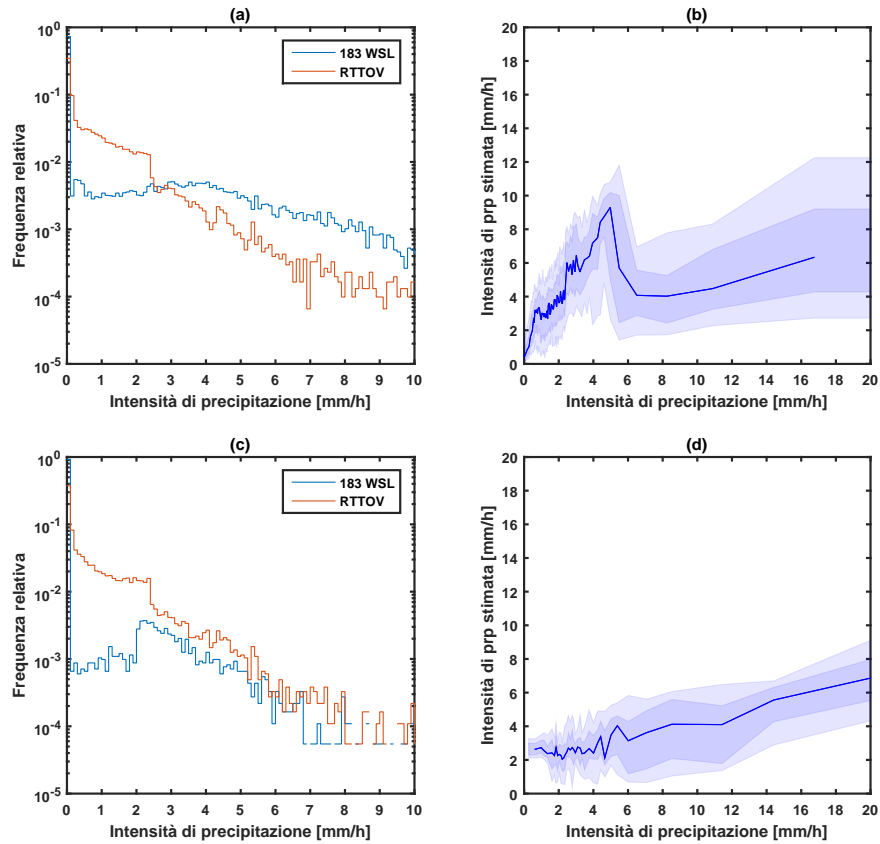 (a)
10^0
10^-1
10^-2
10^-3
10^-4
10^-5
Frequenza relativa
183 WSL
RTTOV
0 1 2 3 4 5 6 7 8 9 10
Intensità di precipitazione [mm/h]
(b)
20
18
16
14
12
10
8
6
4
2
0
Intensità di prp stimata [mm/h]
0 2 4 6 8 10 12 14 16 18 20
Intensità di precipitazione [mm/h]
(c)
10^0
10^-1
10^-2
10^-3
10^-4
10^-5
Frequenza relativa
183 WSL
RTTOV
0 1 2 3 4 5 6 7 8 9 10
Intensità di precipitazione [mm/h]
(d)
20
18
16
14
12
10
8
6
4
2
0
Intensità di prp stimata [mm/h]
0 2 4 6 8 10 12 14 16 18 20
Intensità di precipitazione [mm/h]